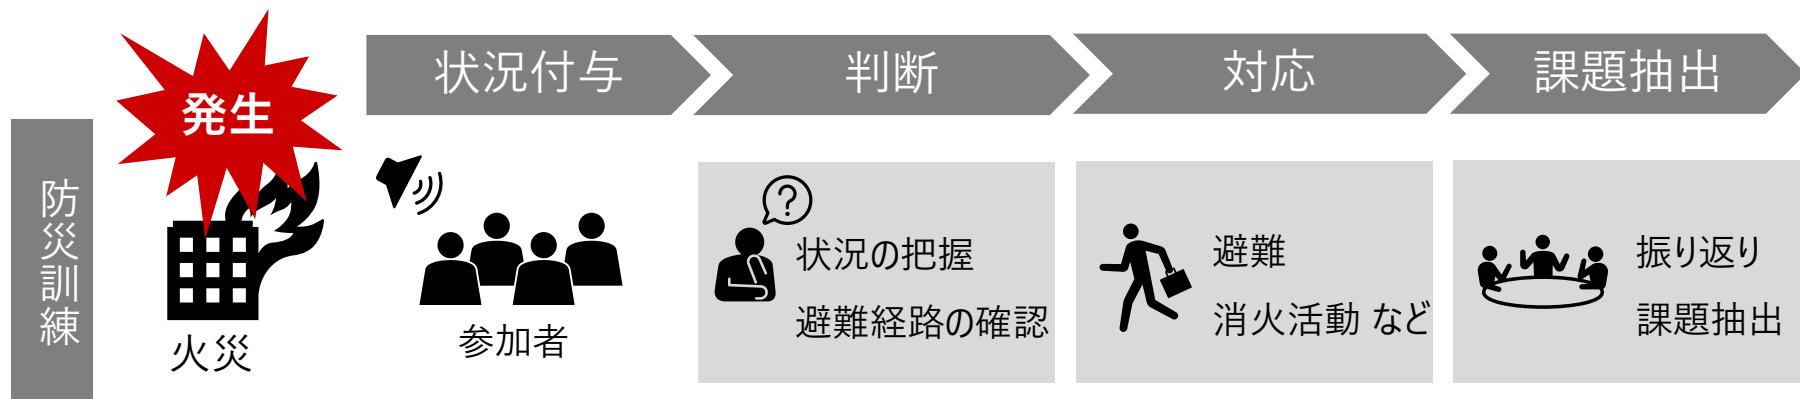 防災訓練
発生
火災
状況付与
参加者
判断
?
状況の把握
避難経路の確認
対応
避難
消火活動 など
課題抽出
振り返り
課題抽出